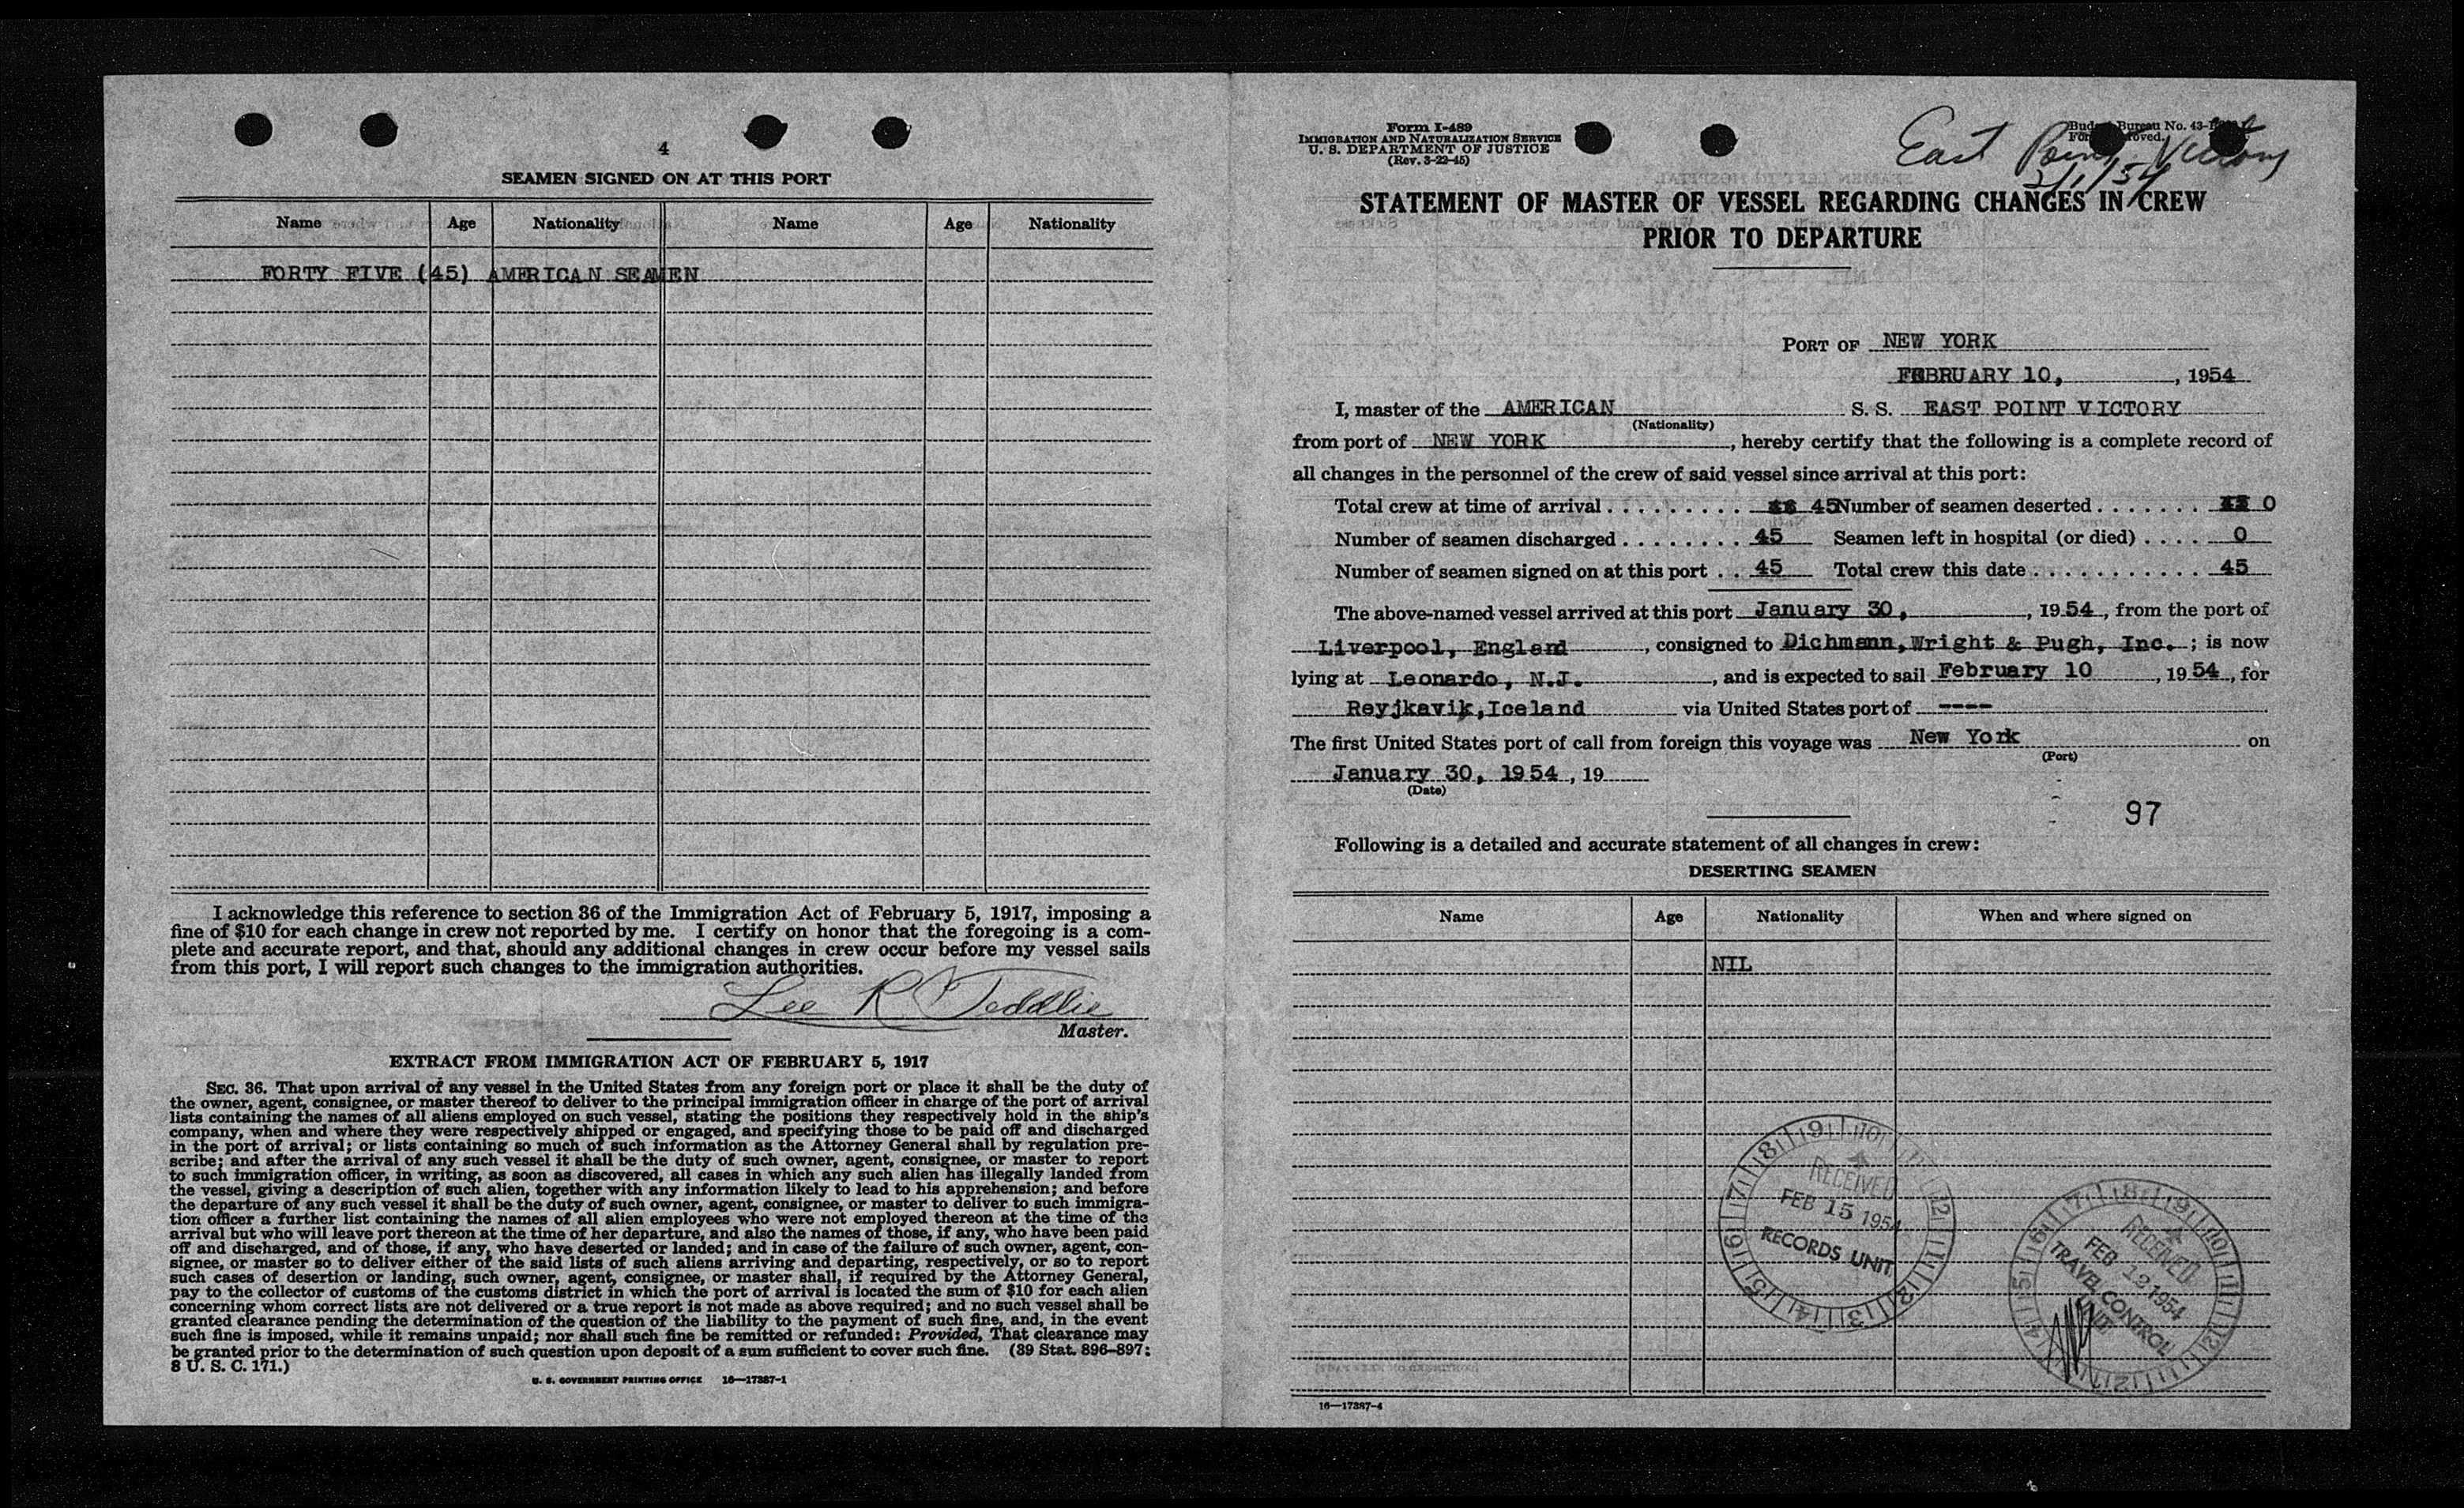 4
SEAMEN SIGNED ON AT THIS PORT
Name Age Nationality Name Age Nationality
FORTY FIVE (45) AMERICAN SEAMEN
I acknowledge this reference to section 36 of the Immigration Act of February 5, 1917, imposing a
fine of $10 for each change in crew not reported by me. I certify on honor that the foregoing is a com-
plete and accurate report, and that, should any additional changes in crew occur before my vessel sails
from this port, I will report such changes to the immigration authorities.
Lee R Teddlie
Master.
EXTRACT FROM IMMIGRATION ACT OF FEBRUARY 5, 1917
SEC. 36. That upon arrival of any vessel in the United States from any foreign port or place it shall be the duty of
the owner, agent, consignee, or master thereof to deliver to the principal immigration officer in charge of the port of arrival
lists containing the names of all aliens employed on such vessel, stating the positions they respectively hold in the ship's
company, when and where they were respectively shipped or engaged, and specifying those to be paid off and discharged
in the port of arrival; or lists containing so much of such information as the Attorney General shall by regulation pre-
scribe; and after the arrival of any such vessel it shall be the duty of such owner, agent, consignee, or master to report
to such immigration officer, in writing, as soon as discovered, all cases in which any such alien has illegally landed from
the vessel, giving a description of such alien, together with any information likely to lead to his apprehension; and before
the departure of any such vessel it shall be the duty of such owner, agent, consignee, or master to deliver to such immigra-
tion officer a further list containing the names of all alien employees who were not employed thereon at the time of the
arrival but who will leave port thereon at the time of her departure, and also the names of those, if any, who have been paid
off and discharged, and of those, if any, who have deserted or landed; and in case of the failure of such owner, agent, con-
signee, or master so to deliver either of the said lists of such aliens arriving and departing, respectively, or so to report
such cases of desertion or landing, such owner, agent, consignee, or master shall, if required by the Attorney General,
pay to the collector of customs of the customs district in which the port of arrival is located the sum of $10 for each alien
concerning whom correct lists are not delivered or a true report is not made as above required; and no such vessel shall be
granted clearance pending the determination of the question of the liability to the payment of such fine, and, in the event
such fine is imposed, while it remains unpaid; nor shall such fine be remitted or refunded: Provided, That clearance may
be granted prior to the determination of such question upon deposit of a sum sufficient to cover such fine. (39 Stat. 896-897;
8 U. S. C. 171.)
U. S. GOVERNMENT PRINTING OFFICE 16—17387-1
Form I-489
IMMIGRATION AND NATURALIZATION SERVICE
U. S. DEPARTMENT OF JUSTICE
(Rev. 3-22-45)
Bureau No.
East Point Victory
2/1/54
STATEMENT OF MASTER OF VESSEL REGARDING CHANGES IN CREW
PRIOR TO DEPARTURE
PORT OF NEW YORK
FEBRUARY 10, , 1954
I, master of the AMERICAN S. S. EAST POINT VICTORY
(Nationality)
from port of NEW YORK , hereby certify that the following is a complete record of
all changes in the personnel of the crew of said vessel since arrival at this port:
Total crew at time of arrival . . . . . . . . . 45 Number of seamen deserted . . . . . . . 0
Number of seamen discharged . . . . . . . . 45 Seamen left in hospital (or died) . . . . 0
Number of seamen signed on at this port . . 45 Total crew this date . . . . . . . . . . . 45
The above-named vessel arrived at this port January 30, , 1954 , from the port of
Liverpool, England , consigned to Dichmann,Wright & Pugh, Inc. ; is now
lying at Leonardo, N.J. , and is expected to sail February 10 , 1954 , for
Reyjkavik,Iceland via United States port of ----
The first United States port of call from foreign this voyage was New York on
(Port)
January 30, 1954 , 19
(Date)
97
Following is a detailed and accurate statement of all changes in crew:
DESERTING SEAMEN
Name Age Nationality When and where signed on
NIL
RECEIVED
FEB 15 1954
RECORDS UNIT
RECEIVED
FEB 12 1954
TRAVEL CONTROL
UNIT
16—17387-4